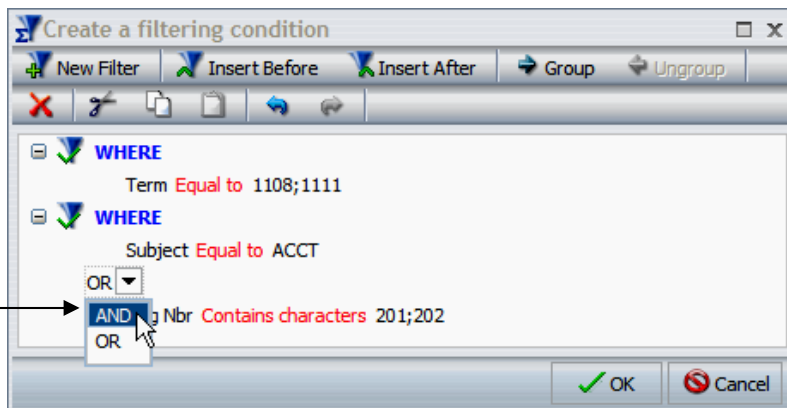 Create a filtering condition
New Filter Insert Before Insert After Group Ungroup
WHERE
Term Equal to 1108;1111
WHERE
Subject Equal to ACCT
OR
AND Nbr Contains characters 201;202
OR
OK Cancel